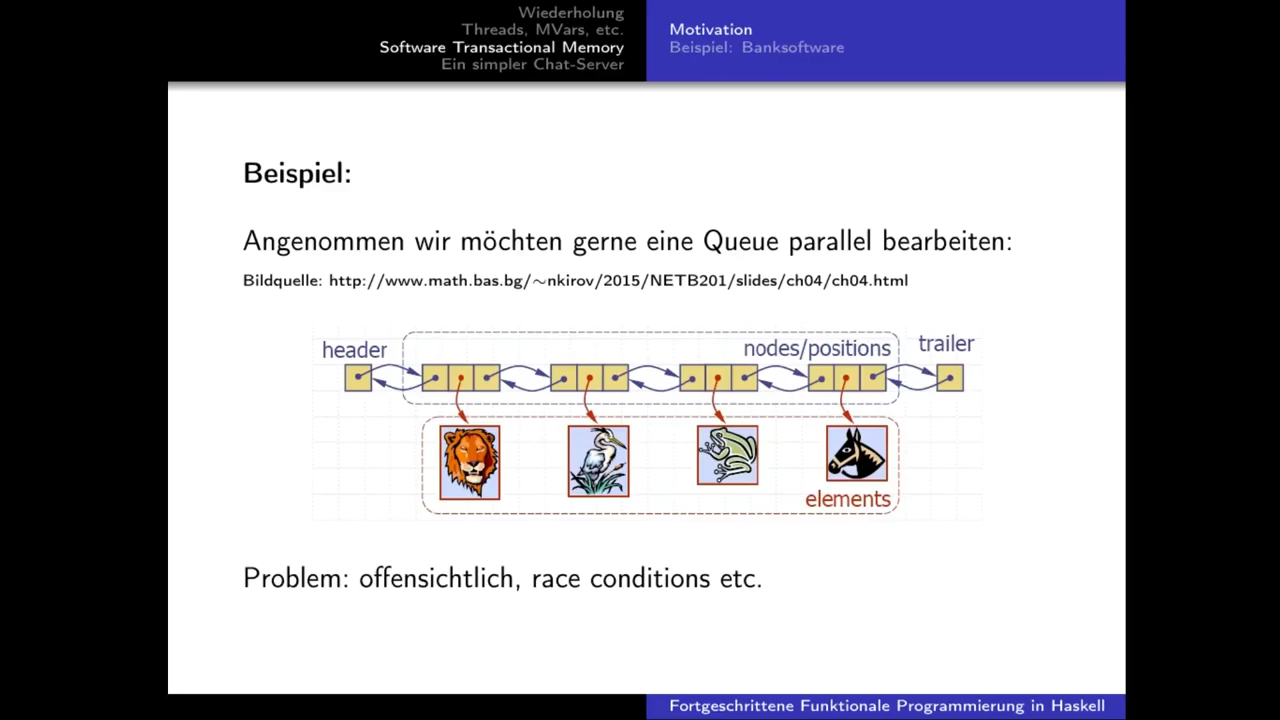 Wiederholung
Threads, MVars, etc.
Software Transactional Memory
Ein simpler Chat-Server
Motivation
Beispiel: Banksoftware
Beispiel:
Angenommen wir möchten gerne eine Queue parallel bearbeiten:
Bildquelle: http://www.math.bas.bg/~nkirov/2015/NETB201/slides/ch04/ch04.html
header
nodes/positions
trailer
elements
Problem: offensichtlich, race conditions etc.
Fortgeschrittene Funktionale Programmierung in Haskell